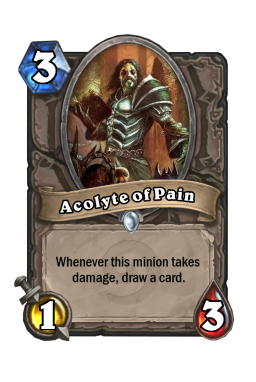 3
Acolyte of Pain
Whenever this minion takes
damage, draw a card.
1
3